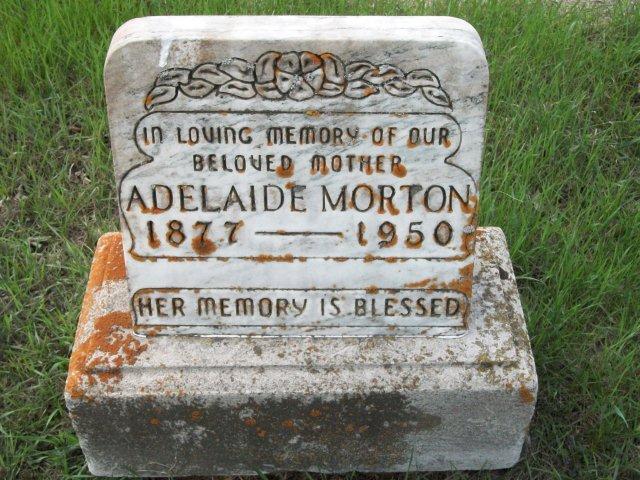 IN LOVING MEMORY OF OUR
BELOVED MOTHER
ADELAIDE MORTON
1877 — 1950
HER MEMORY IS BLESSED